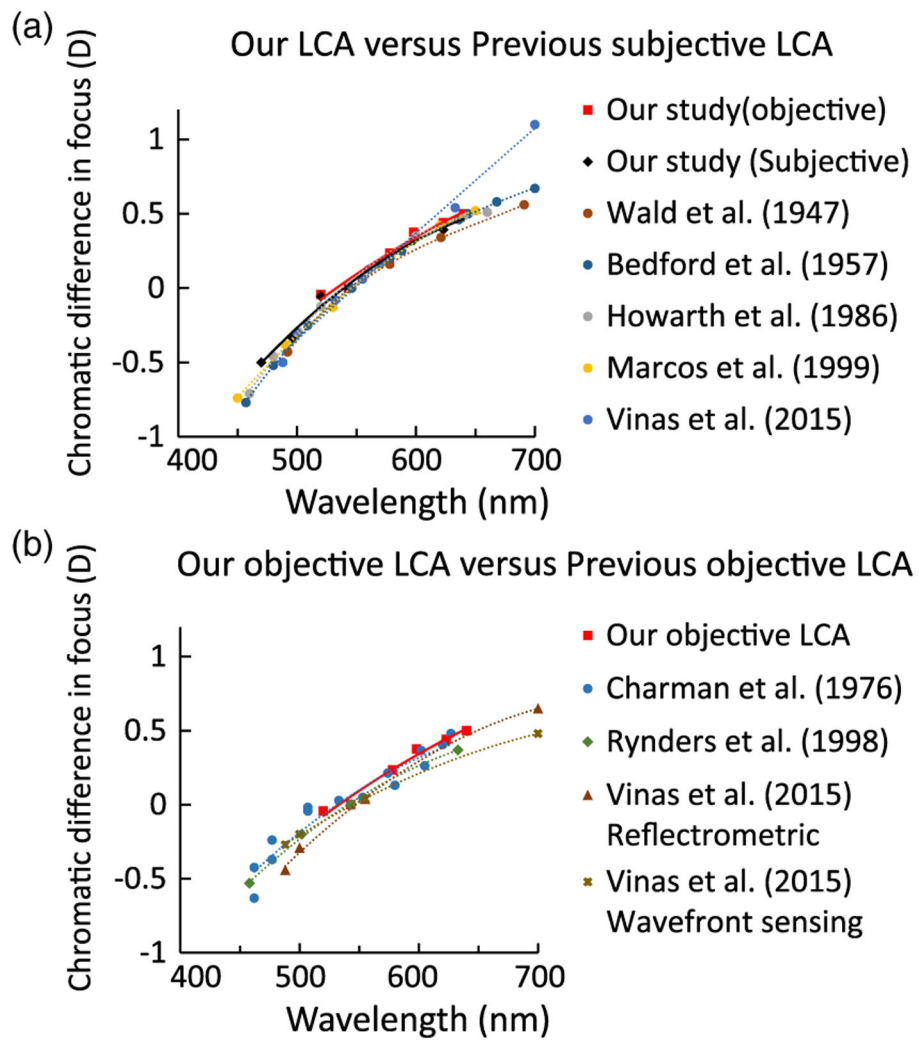 (a)
Our LCA versus Previous subjective LCA
Chromatic difference in focus (D)
1
0.5
0
-0.5
-1
400 500 600 700
Wavelength (nm)
Our study(objective)
Our study (Subjective)
Wald et al. (1947)
Bedford et al. (1957)
Howarth et al. (1986)
Marcos et al. (1999)
Vinas et al. (2015)
(b)
Our objective LCA versus Previous objective LCA
Chromatic difference in focus (D)
1
0.5
0
-0.5
-1
400 500 600 700
Wavelength (nm)
Our objective LCA
Charman et al. (1976)
Rynders et al. (1998)
Vinas et al. (2015)
Reflectrometric
Vinas et al. (2015)
Wavefront sensing